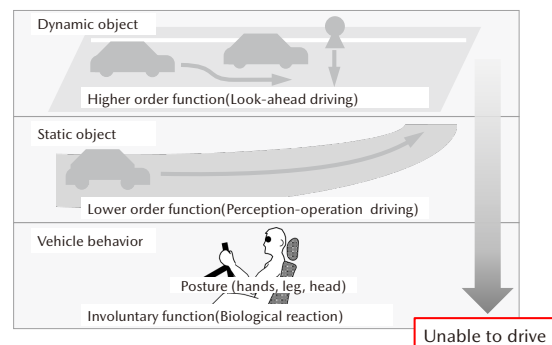 Dynamic object
Higher order function(Look-ahead driving)
Static object
Lower order function(Perception-operation driving)
Vehicle behavior
Posture (hands, leg, head)
Involuntary function(Biological reaction)
Unable to drive